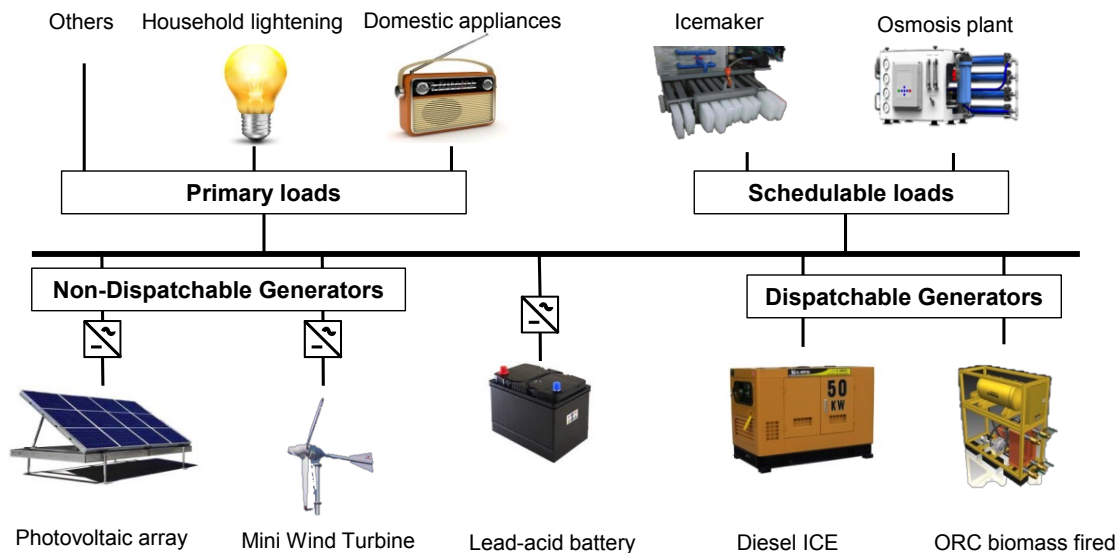 Others
Household lightening
Domestic appliances
Icemaker
Osmosis plant
Primary loads
Schedulable loads
Non-Dispatchable Generators
Dispatchable Generators
50
KW
Photovoltaic array
Mini Wind Turbine
Lead-acid battery
Diesel ICE
ORC biomass fired